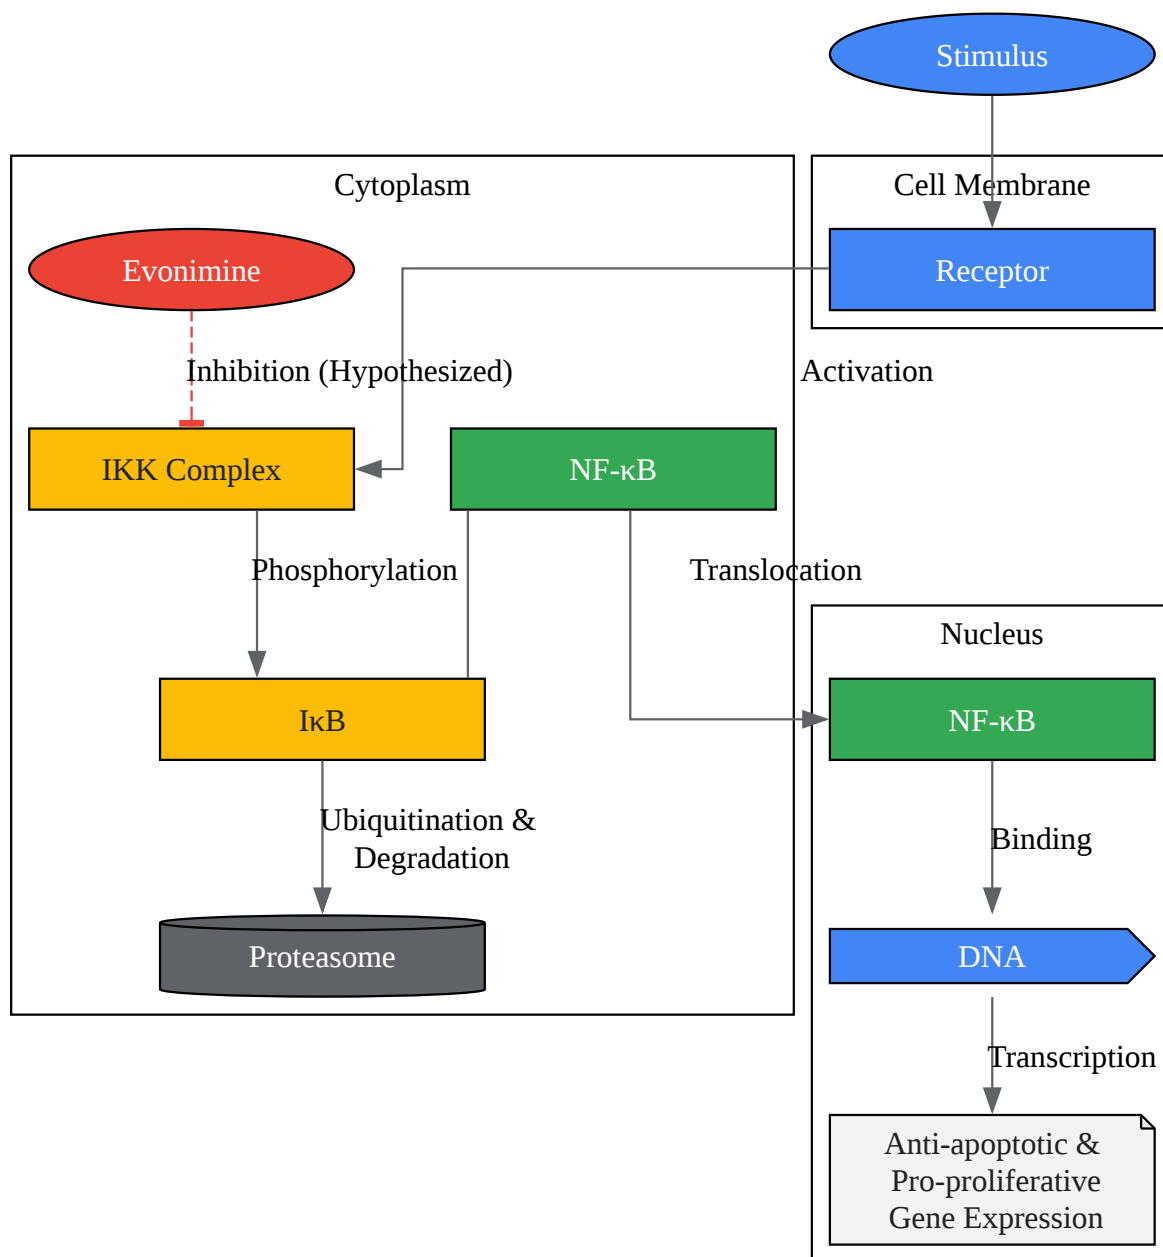 Stimulus
Cytoplasm
Cell Membrane
Evonimine
Receptor
Inhibition (Hypothesized)
Activation
IKK Complex
NF-κB
Phosphorylation
Translocation
Nucleus
IκB
NF-κB
Ubiquitination &
Degradation
Binding
Proteasome
DNA
Transcription
Anti-apoptotic &
Pro-proliferative
Gene Expression